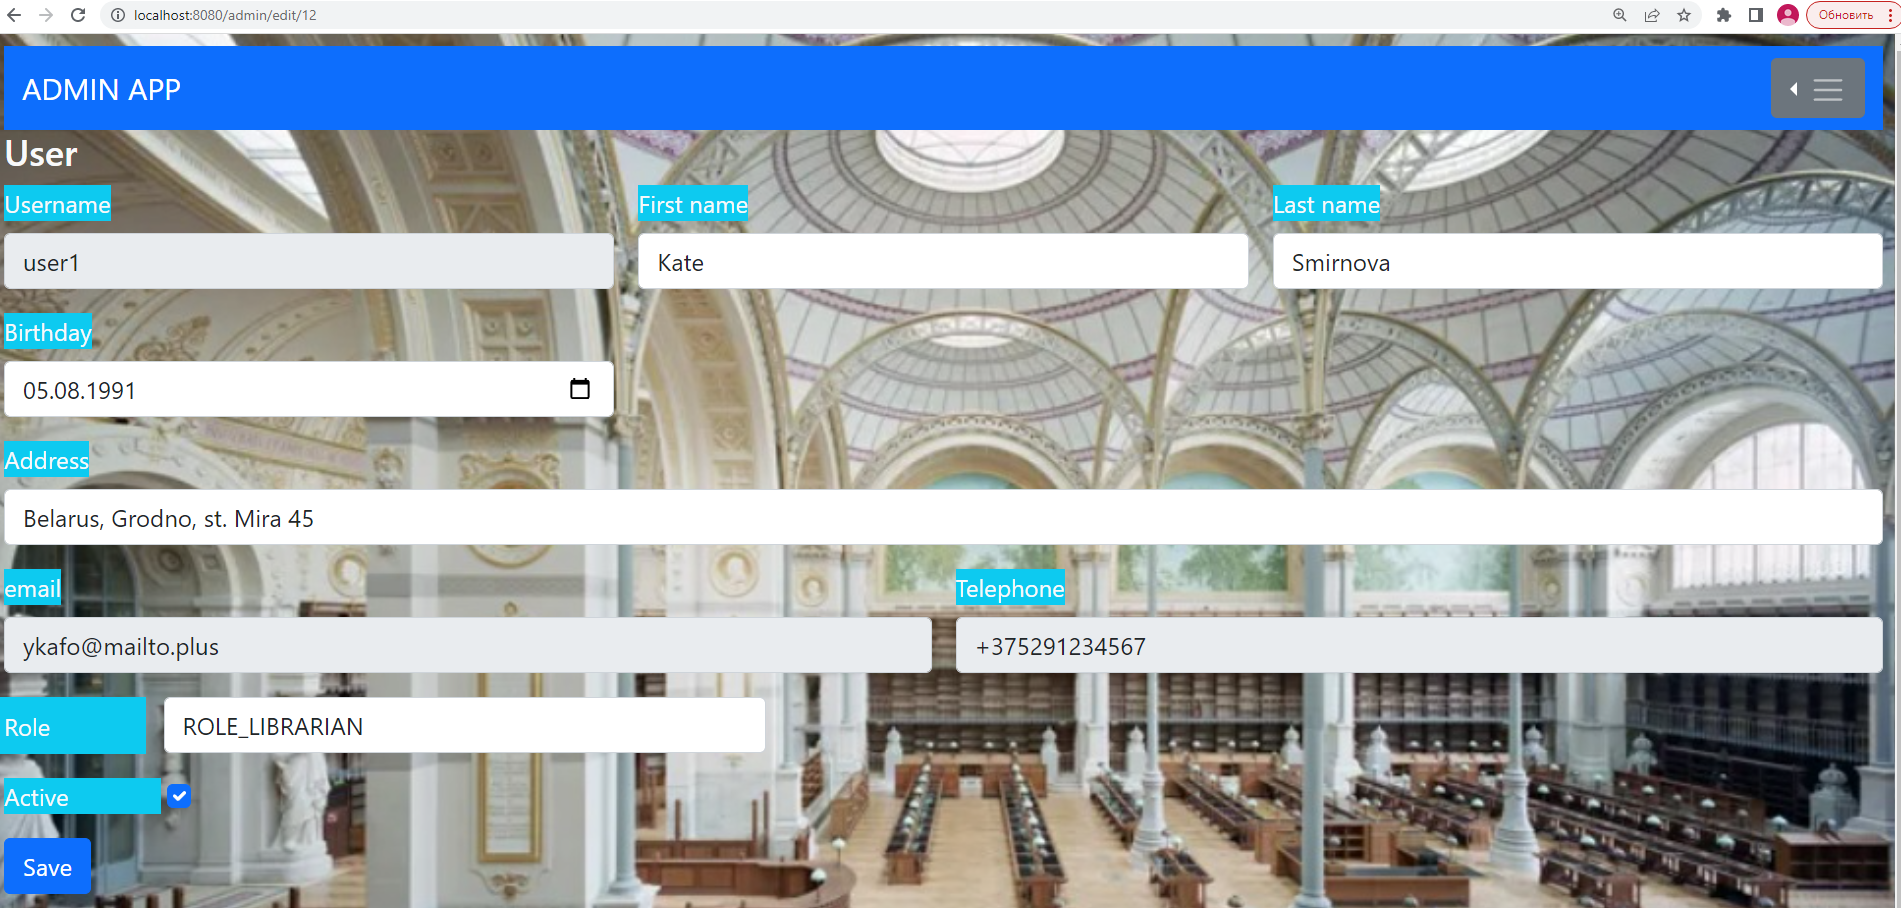 localhost:8080/admin/edit/12
Обновить
ADMIN APP
User
Username
First name
Last name
user1
Kate
Smirnova
Birthday
05.08.1991
Address
Belarus, Grodno, st. Mira 45
email
Telephone
ykafo@mailto.plus
+375291234567
Role
ROLE_LIBRARIAN
Active
Save